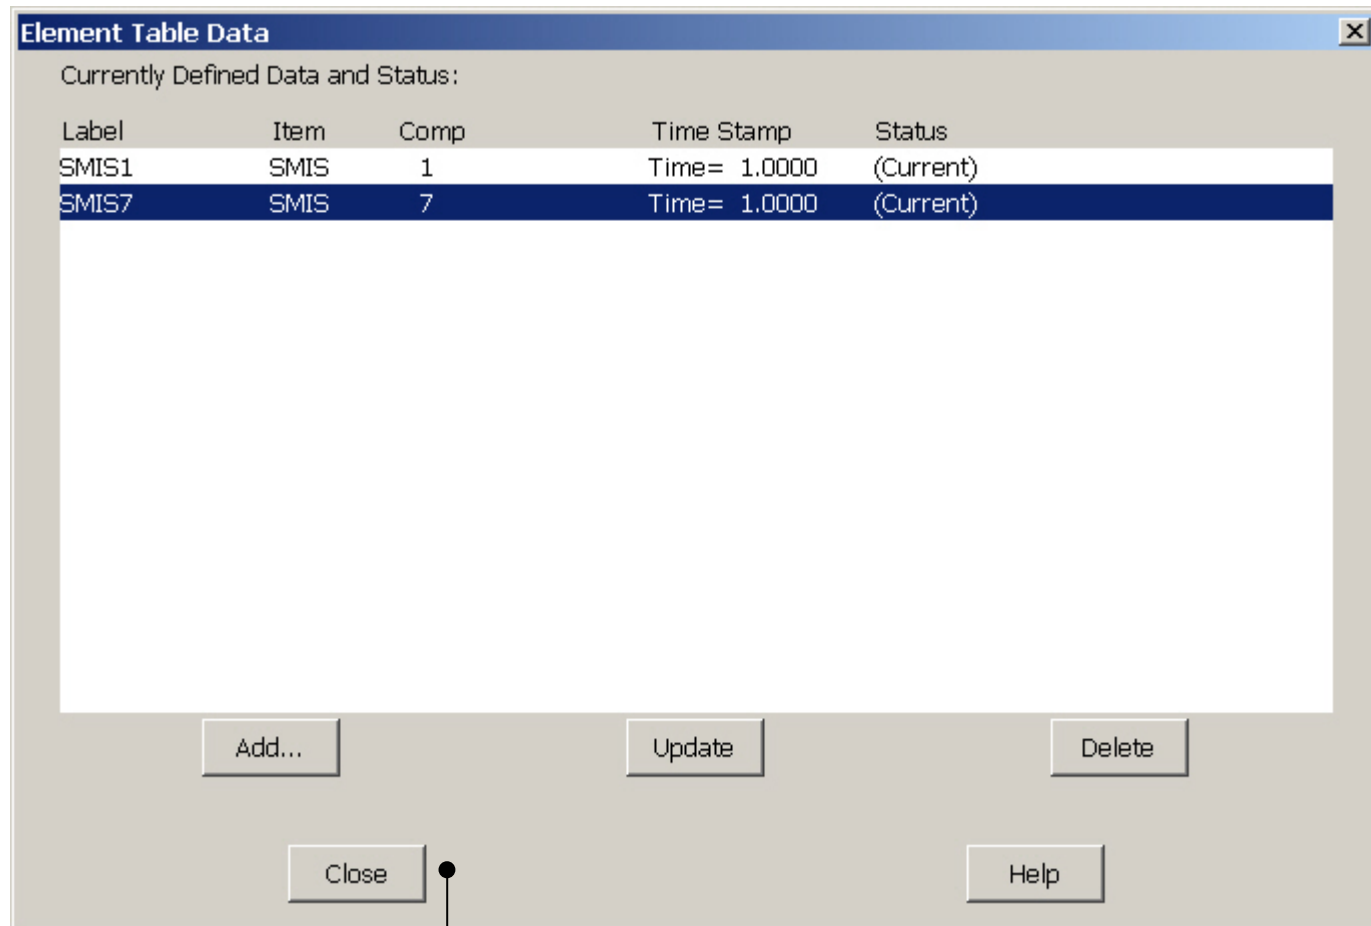 Element Table Data
Currently Defined Data and Status:
Label Item Comp Time Stamp Status
SMIS1 SMIS 1 Time= 1.0000 (Current)
SMIS7 SMIS 7 Time= 1.0000 (Current)
Add... Update Delete
Close Help